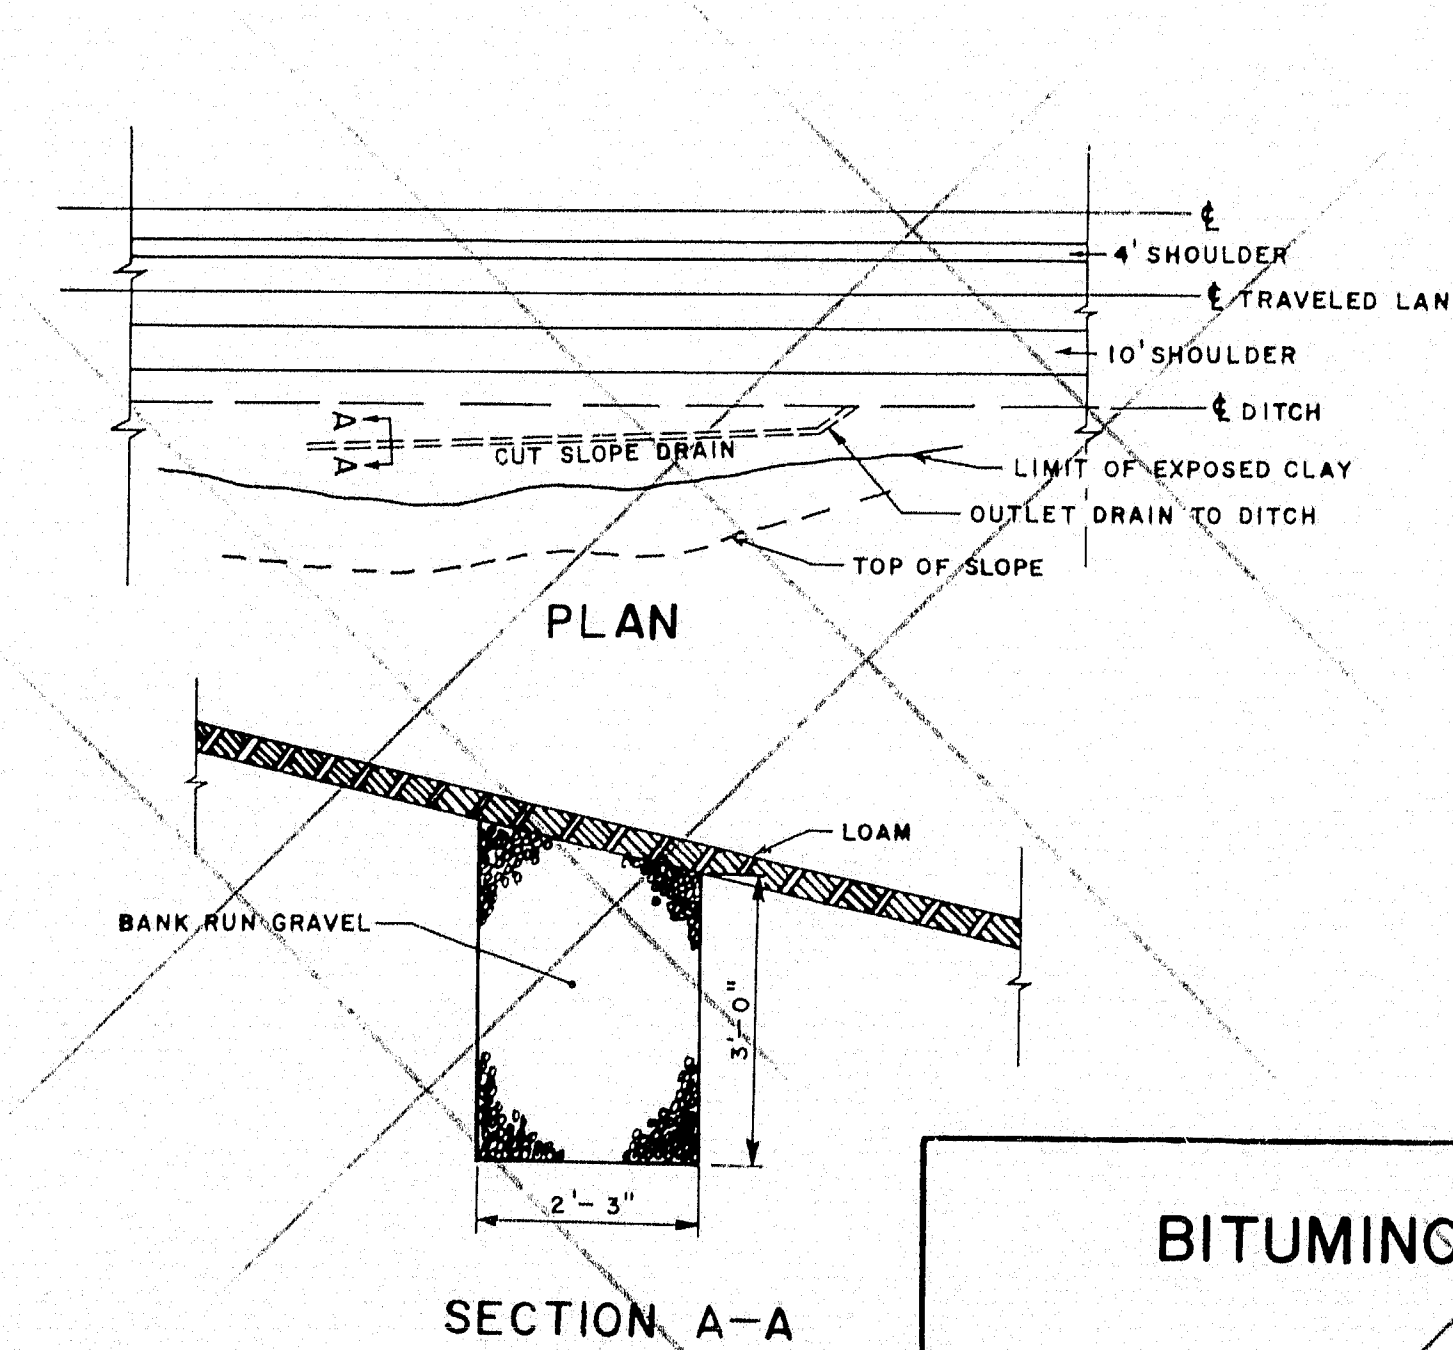 ℄
4' SHOULDER
℄ TRAVELED LAN
10' SHOULDER
℄ DITCH
A
A
CUT SLOPE DRAIN
LIMIT OF EXPOSED CLAY
OUTLET DRAIN TO DITCH
TOP OF SLOPE
PLAN
LOAM
BANK RUN GRAVEL
3'-0"
2'-3"
BITUMINO
SECTION A-A